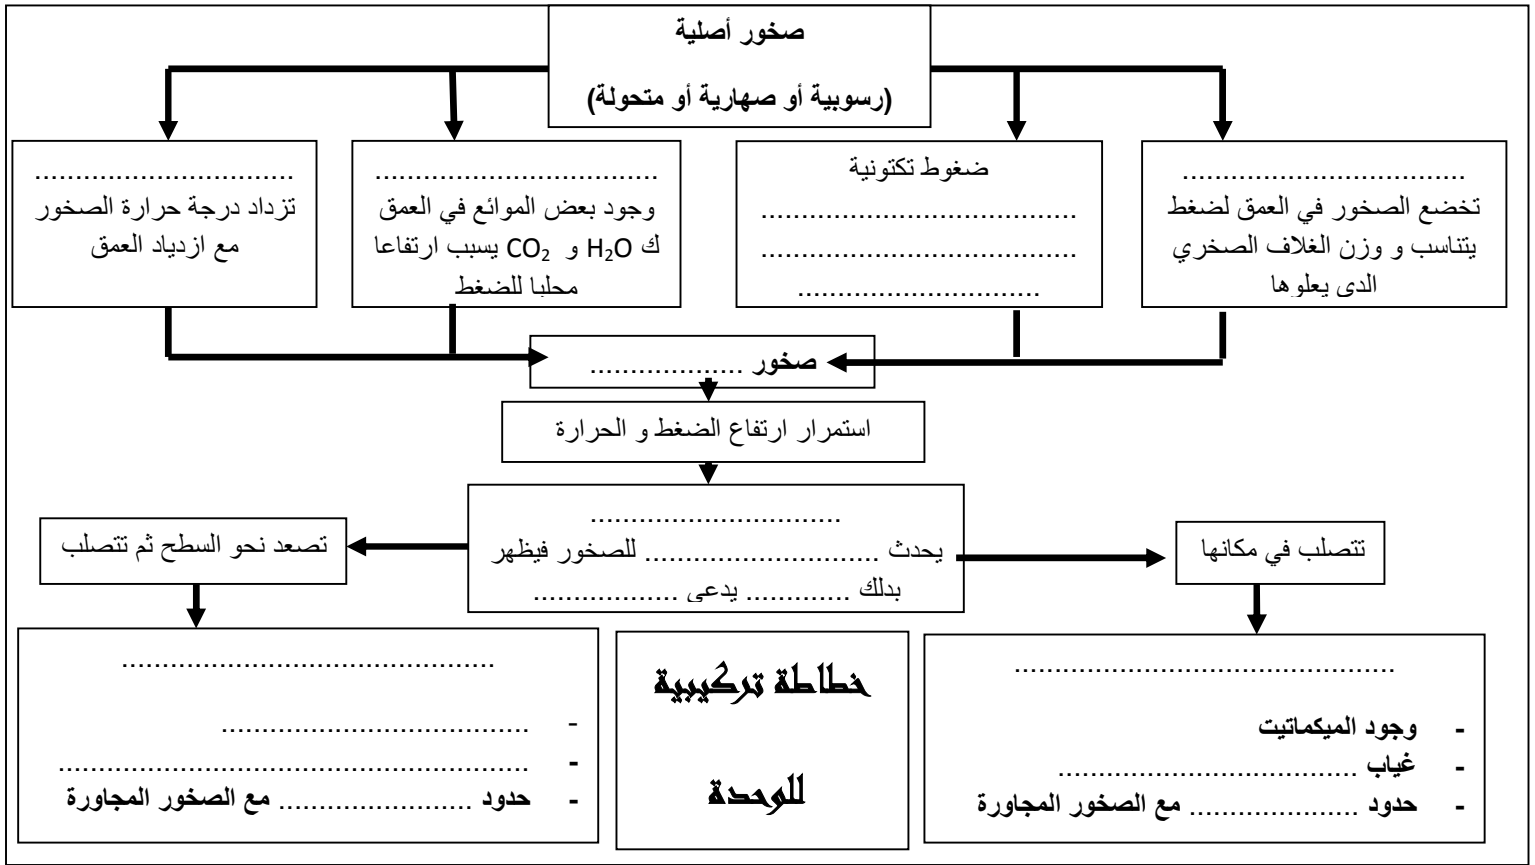 صخور أصلية
(رسوبية أو صهارية أو متحولة)
...................................
تخضع الصخور في العمق لضغط
يتناسب و وزن الغلاف الصخري
الدي يعلوها
ضغوط تكتونية
.......................................
.......................................
..............................
...................................
وجود بعض الموائع في العمق
ك H₂O و CO₂ يسبب ارتفاعا
محليا للضغط
................................
تزداد درجة حرارة الصخور
مع ازدياد العمق
صخور ...................
استمرار ارتفاع الضغط و الحرارة
...............................
يحدث ............................. للصخور فيظهر
بدلك ............. يدعى ..................
تتصلب في مكانها
تصعد نحو السطح ثم تتصلب
...............................................
- وجود الميكماتيت
- غياب .....................................
- حدود ..................... مع الصخور المجاورة
خطاطة تركيبية
للوحدة
..............................................
- ......................................
- ..........................................................
- حدود ........................ مع الصخور المجاورة